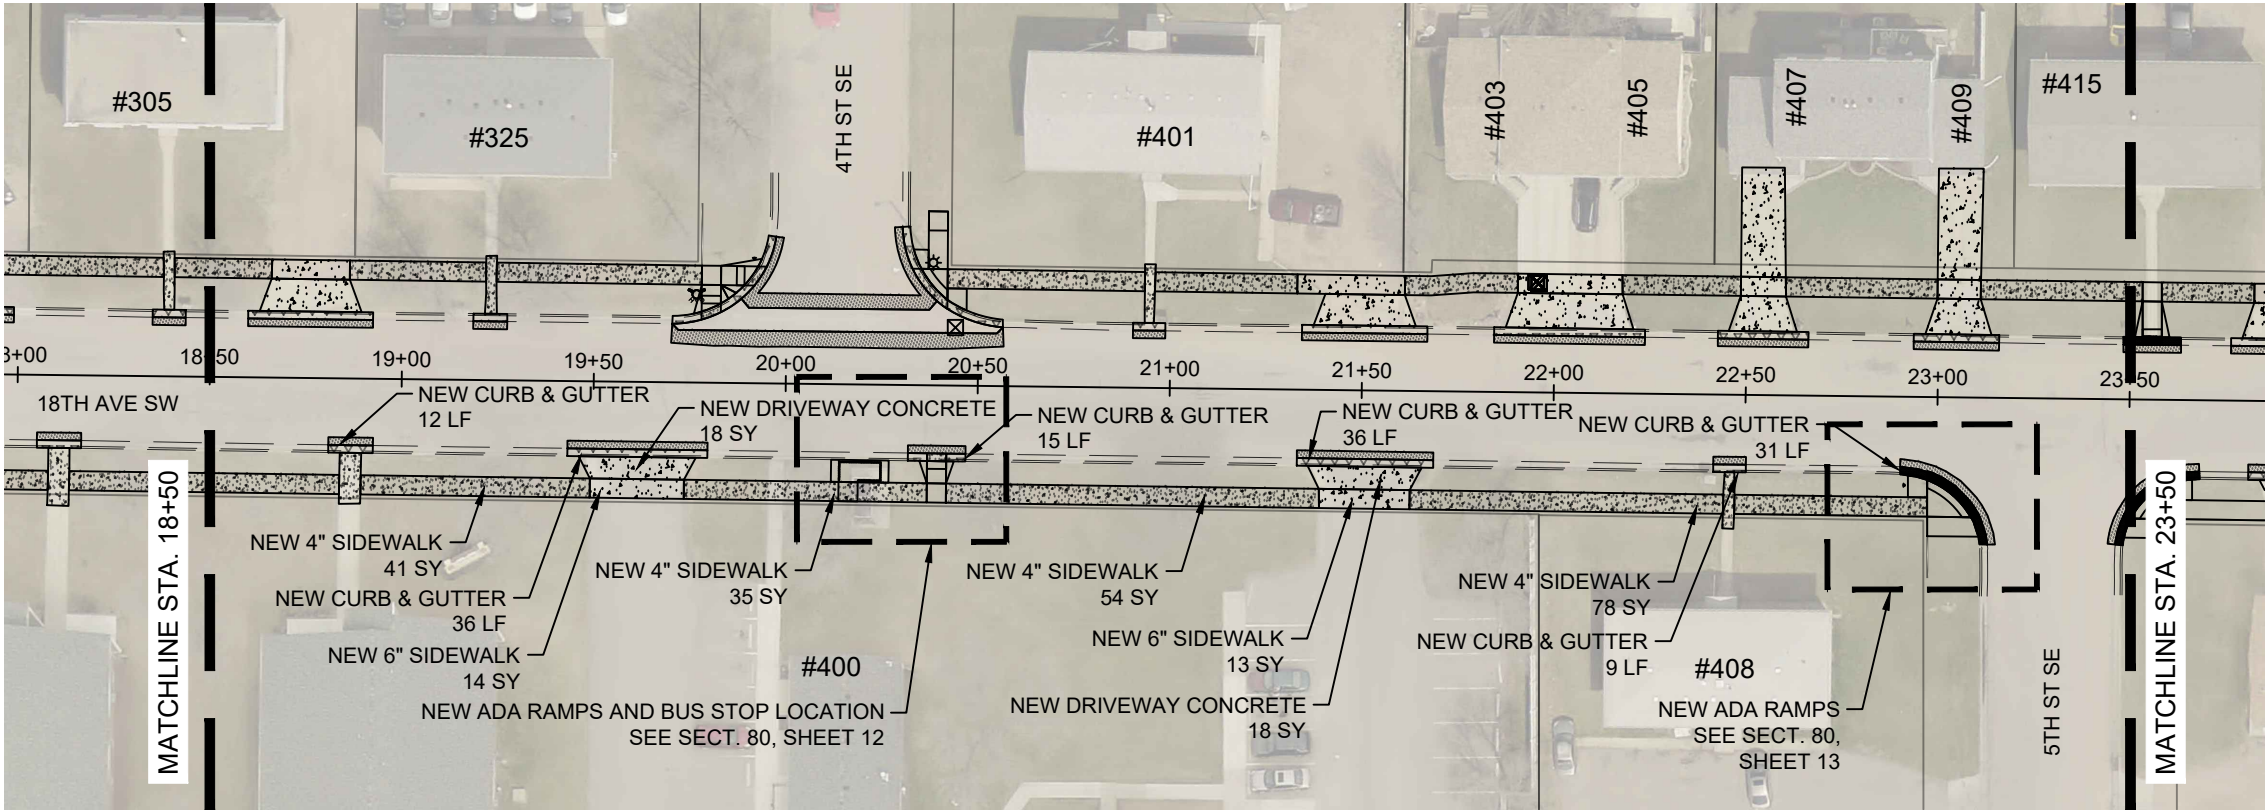 #305
#325
4TH ST SE
#401
#403
#405
#407
#409
#415
18+50
19+00
19+50
20+00
20+50
21+00
21+50
22+00
22+50
23+00
23+50
18TH AVE SW
NEW CURB & GUTTER
12 LF
NEW DRIVEWAY CONCRETE
18 SY
NEW CURB & GUTTER
15 LF
NEW CURB & GUTTER
36 LF
NEW CURB & GUTTER
31 LF
MATCHLINE STA. 18+50
NEW 4" SIDEWALK
41 SY
NEW CURB & GUTTER
36 LF
NEW 6" SIDEWALK
14 SY
NEW 4" SIDEWALK
35 SY
#400
NEW ADA RAMPS AND BUS STOP LOCATION
SEE SECT. 80, SHEET 12
NEW 4" SIDEWALK
54 SY
NEW 6" SIDEWALK
13 SY
NEW DRIVEWAY CONCRETE
18 SY
NEW 4" SIDEWALK
78 SY
NEW CURB & GUTTER
9 LF
#408
NEW ADA RAMPS
SEE SECT. 80,
SHEET 13
5TH ST SE
MATCHLINE STA. 23+50